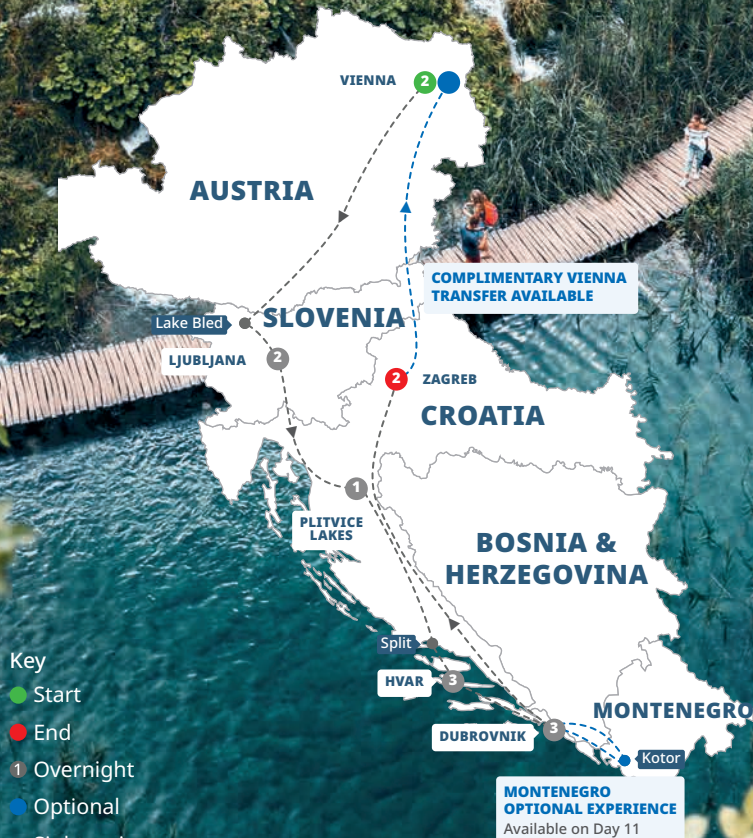 VIENNA
2
AUSTRIA
COMPLIMENTARY VIENNA
TRANSFER AVAILABLE
Lake Bled
SLOVENIA
LJUBLJANA
2
2
ZAGREB
CROATIA
1
PLITVICE
LAKES
BOSNIA &
HERZEGOVINA
Split
HVAR
3
MONTENEGRO
DUBROVNIK
3
Kotor
MONTENEGRO
OPTIONAL EXPERIENCE
Available on Day 11
Key
Start
End
1 Overnight
Optional